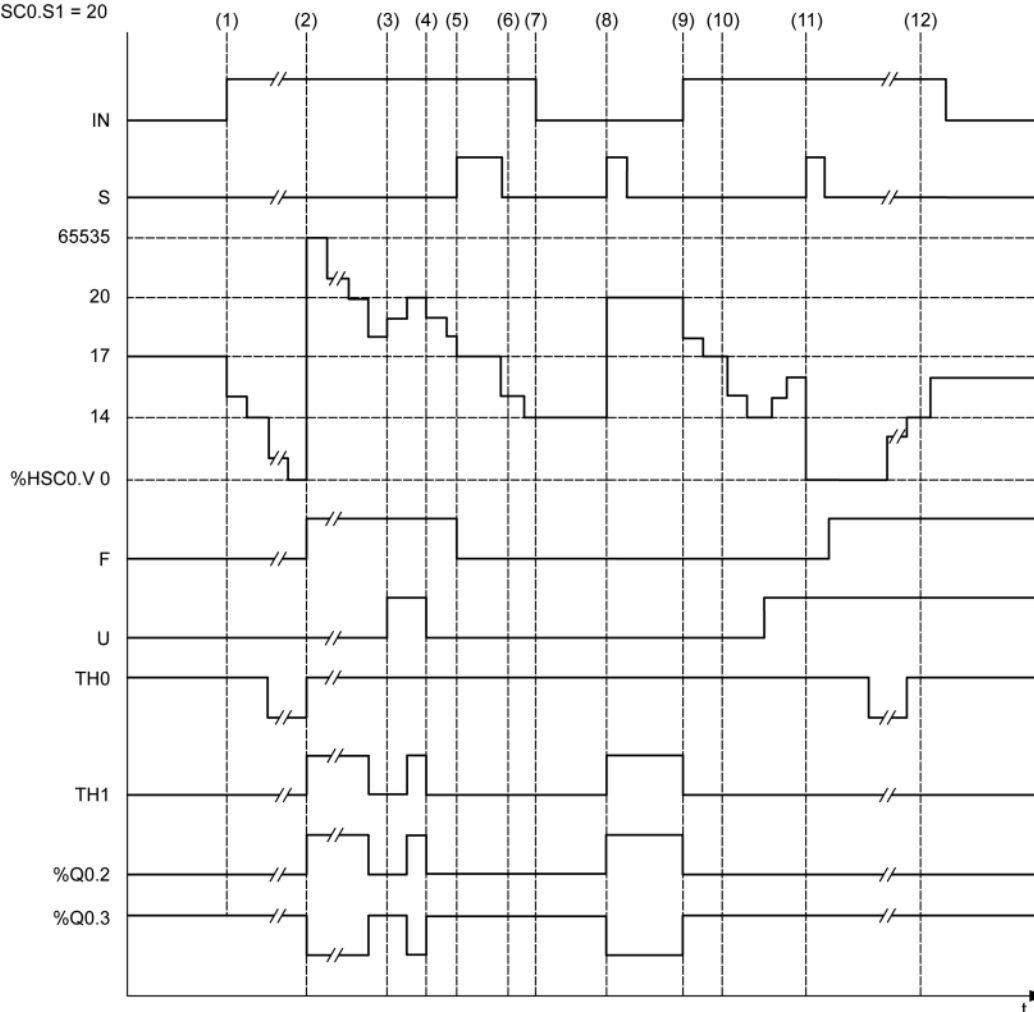 SC0.S1 = 20
(1) (2) (3) (4) (5) (6) (7) (8) (9) (10) (11) (12)
IN
S
65535
20
17
14
%HSC0.V 0
F
U
TH0
TH1
%Q0.2
%Q0.3
t